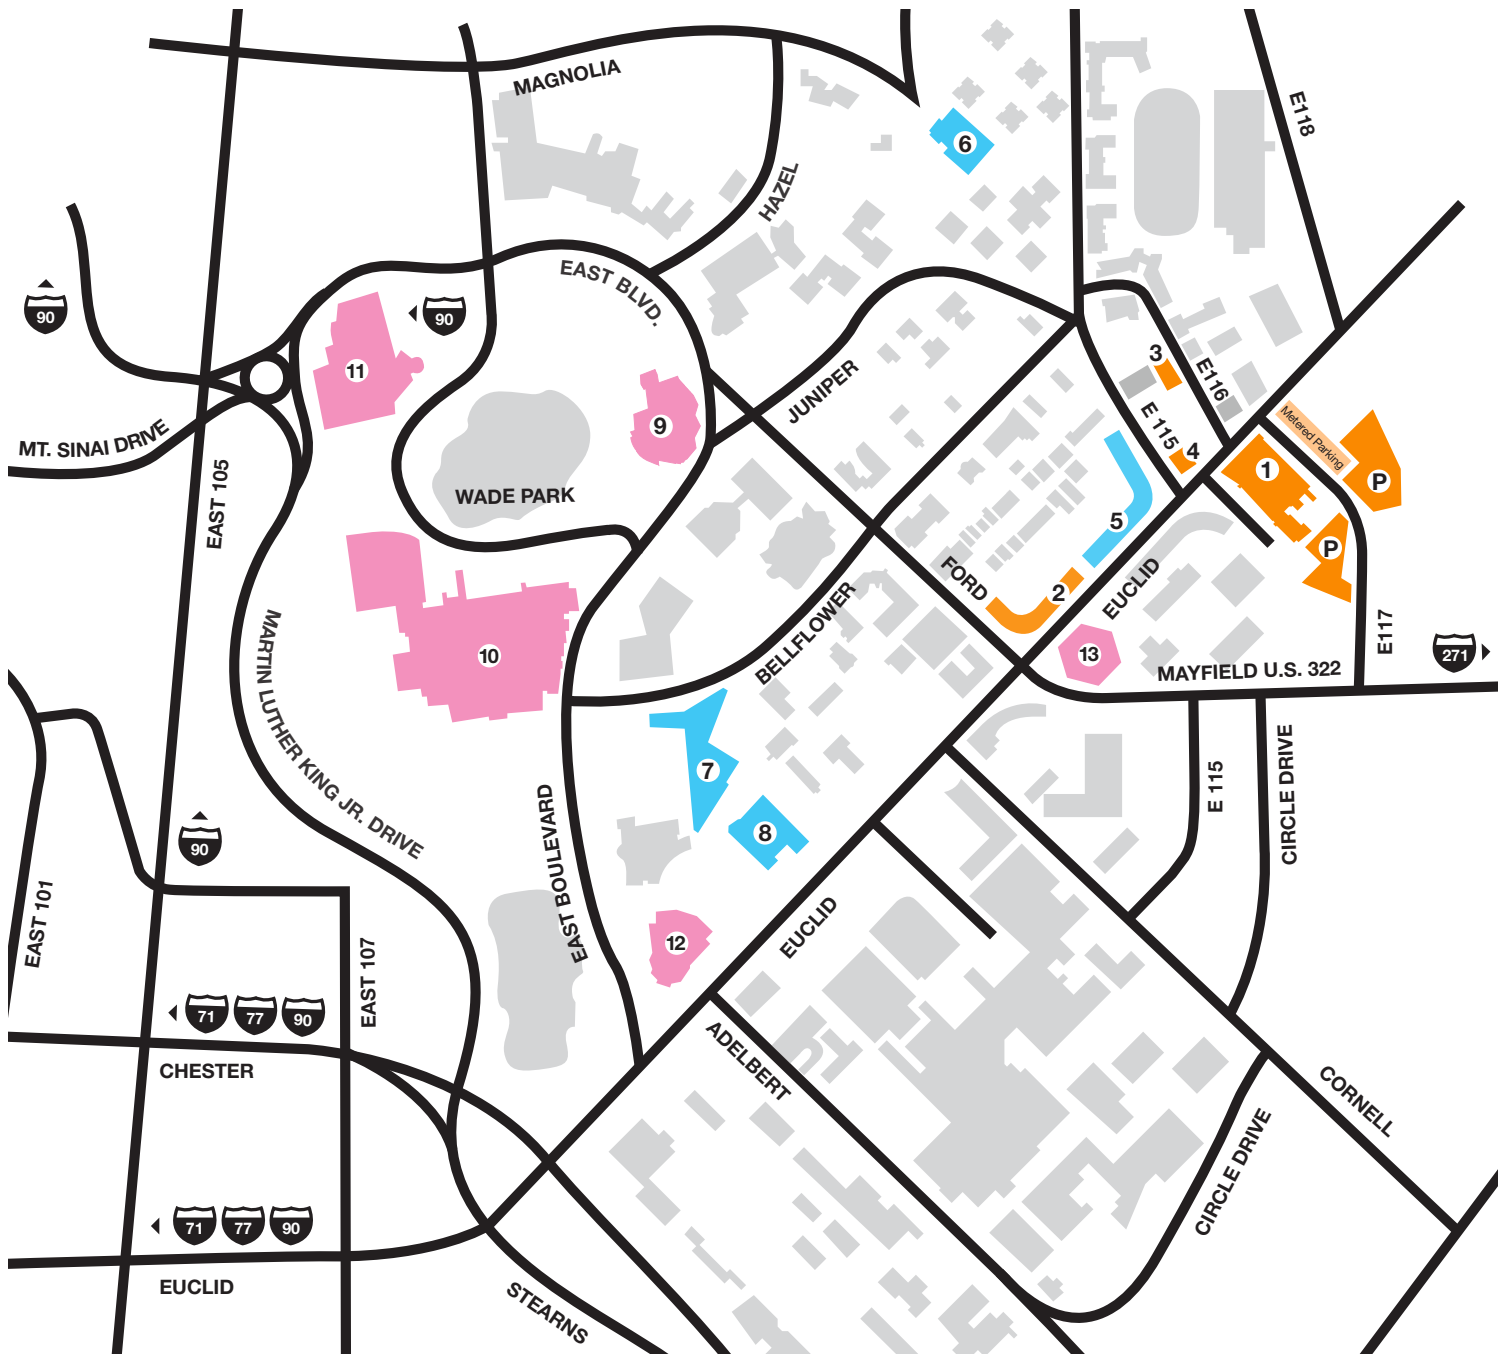 MAGNOLIA
E118
6
HAZEL
EAST BLVD.
90
90
3
E116
11
JUNIPER
9
E 115
4
Metered Parking
1
P
MT. SINAI DRIVE
EAST 105
WADE PARK
5
P
FORD
2
EUCLID
BELLFLOWER
E117
10
13
MAYFIELD U.S. 322
271
MARTIN LUTHER KING JR. DRIVE
7
E 115
CIRCLE DRIVE
8
90
EAST BOULEVARD
EAST 101
EUCLID
12
EAST 107
71
77
90
CHESTER
ADELBERT
CORNELL
CIRCLE DRIVE
71
77
90
EUCLID
STEARNS